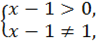 x − 1 > 0,
x − 1 ≠ 1,